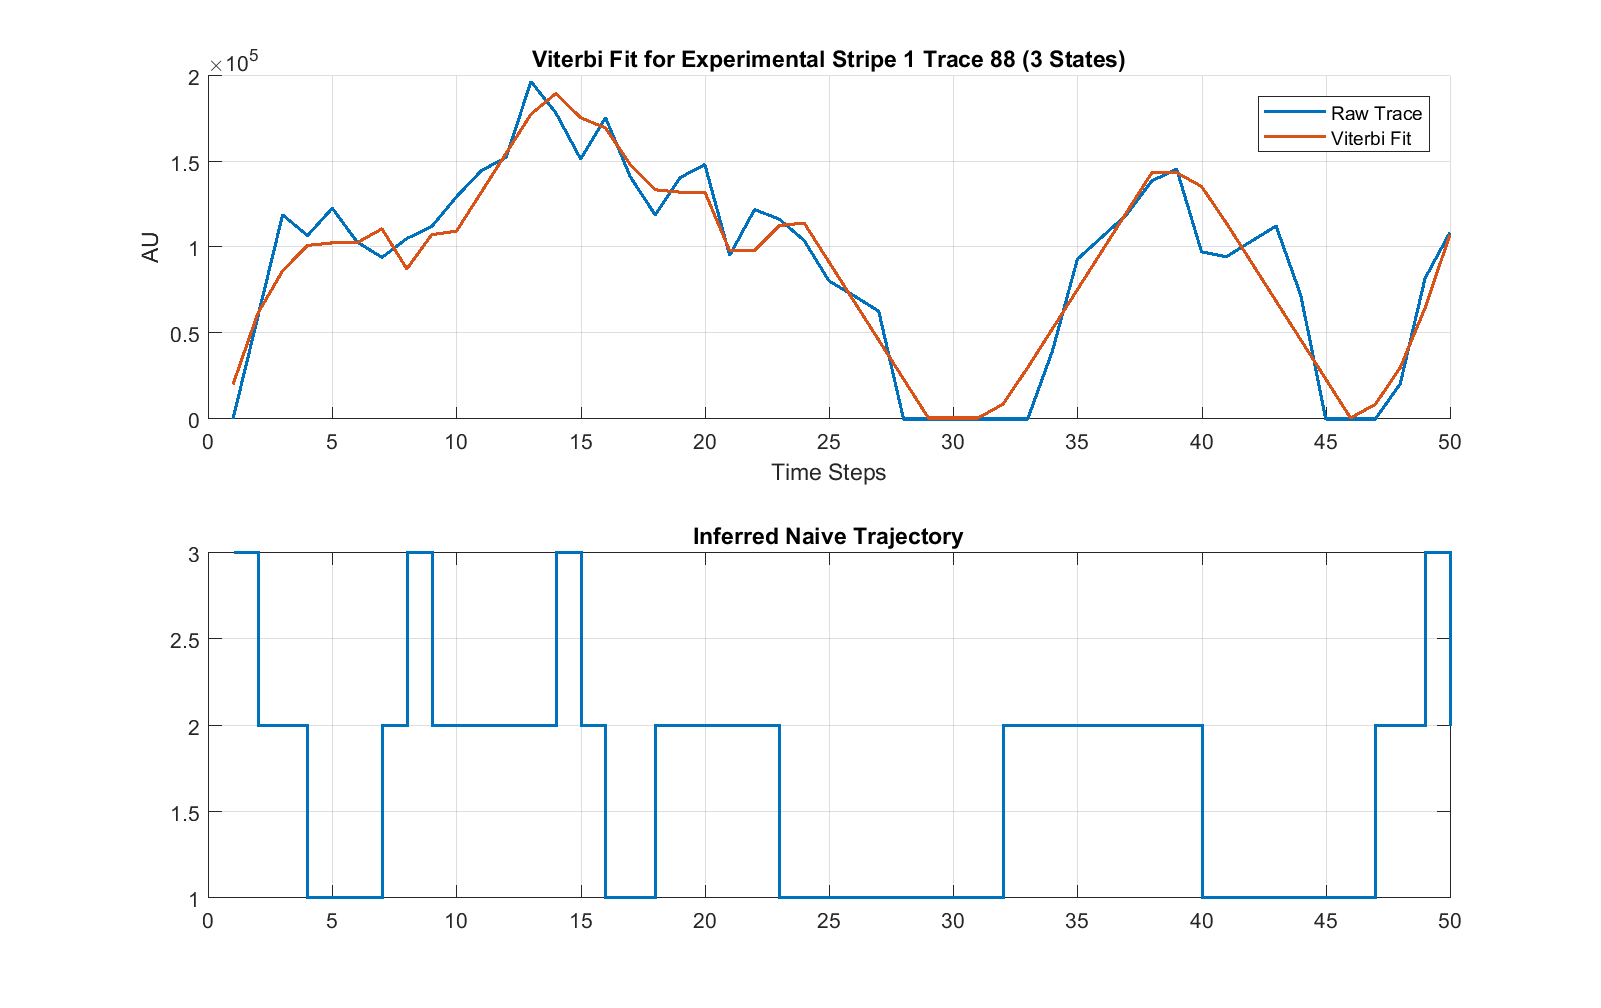 Viterbi Fit for Experimental Stripe 1 Trace 88 (3 States)
×10^5
2
1.5
1
0.5
0
AU
Raw Trace
Viterbi Fit
0 5 10 15 20 25 30 35 40 45 50
Time Steps
Inferred Naive Trajectory
3
2.5
2
1.5
1
0 5 10 15 20 25 30 35 40 45 50